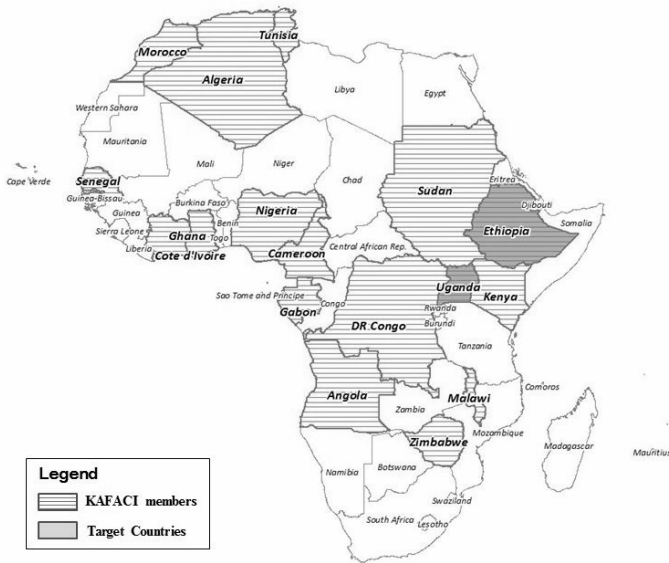 Tunisia
Morocco
Algeria
Libya
Egypt
Western Sahara
Mauritania
Mali
Niger
Chad
Sudan
Eritrea
Cape Verde
Senegal
Guinea-Bissau
Guinea
Burkina Faso
Benin
Nigeria
Djibouti
Somalia
Ethiopia
Sierra Leone
Liberia
Ghana
Togo
Cote d'Ivoire
Cameroon
Central African Rep.
Uganda
Kenya
Sao Tome and Principe
Congo
Gabon
DR Congo
Rwanda
Burundi
Tanzania
Comoros
Angola
Zambia
Malawi
Zimbabwe
Mozambique
Madagascar
Mauritius
Namibia
Botswana
Swaziland
South Africa
Lesotho
Legend
KAFACI members
Target Countries